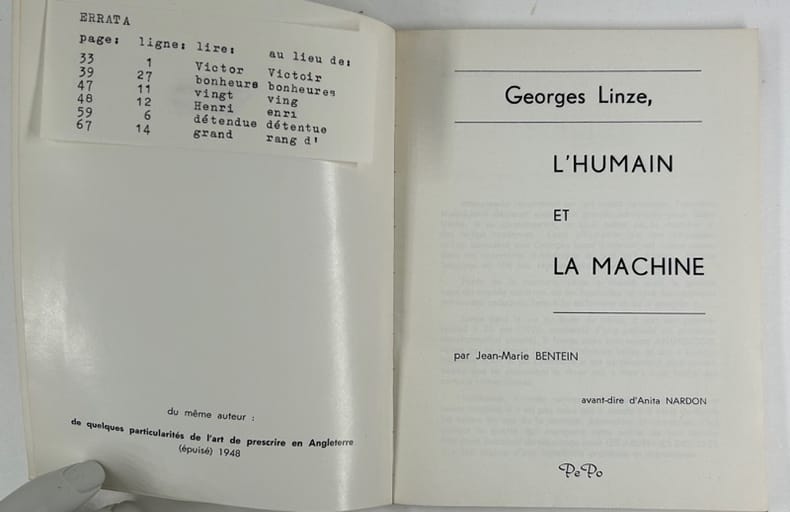 ERRATA
page: ligne: lire: au lieu de:
33 1 Victor Victoir
39 27 bonheurs bonheures
47 11 vingt ving
48 12 Henri enri
59 6 détendue détentue
67 14 grand rang d'
du même auteur :
de quelques particularités de l'art de prescrire en Angleterre
(épuisé) 1948
Georges Linze,
L'HUMAIN
ET
LA MACHINE
par Jean-Marie BENTEIN
avant-dire d'Anita NARDON
PePo